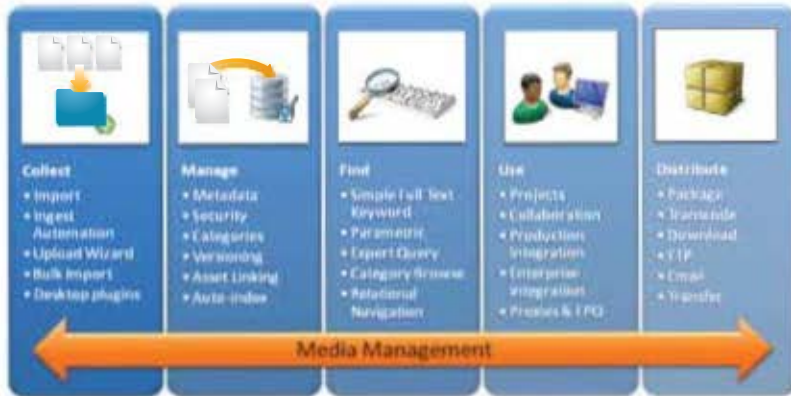 Collect
• Import
• Ingest
Automation
• Upload Wizard
• Bulk Import
• Desktop plugins
Manage
• Metadata
• Security
• Categories
• Versioning
• Asset Linking
• Auto-index
Find
• Simple Full Text
Keyword
• Parametric
• Expert Query
• Category Browse
• Relational
Navigation
Use
• Projects
• Collaboration
• Production
Integration
• Enterprise
Integration
• Proxies &
Distribute
• Package
• Transcode
• Download
• FTP
• Email
• Transfer
Media Management